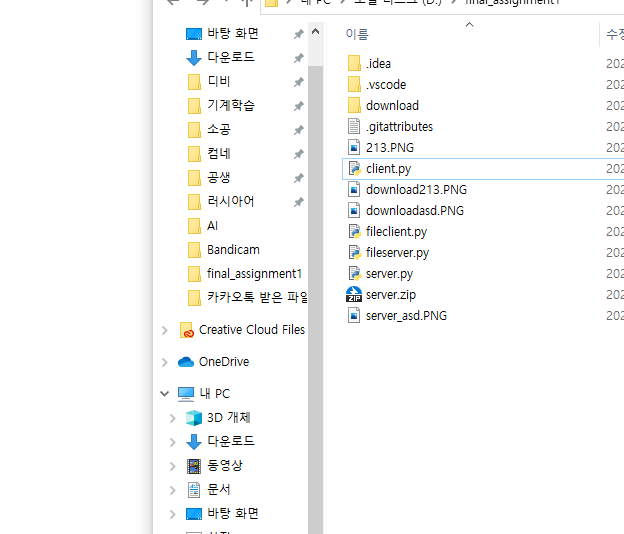 내 PC
(D:)
final_assignment1
바탕 화면
다운로드
디비
기계학습
소공
컴네
공생
러시아어
AI
Bandicam
final_assignment1
카카오톡 받은 파일
Creative Cloud Files
OneDrive
내 PC
3D 개체
다운로드
동영상
문서
바탕 화면
이름
수정
.idea
202
.vscode
202
download
202
.gitattributes
202
213.PNG
202
client.py
202
download213.PNG
202
downloadasd.PNG
202
fileclient.py
202
fileserver.py
202
server.py
202
server.zip
202
server_asd.PNG
202